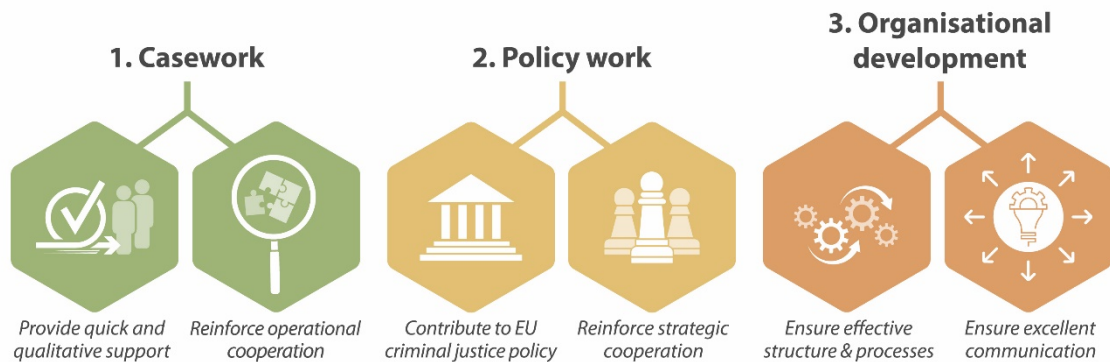 1. Casework
2. Policy work
3. Organisational
development
Provide quick and
qualitative support
Reinforce operational
cooperation
Contribute to EU
criminal justice policy
Reinforce strategic
cooperation
Ensure effective
structure & processes
Ensure excellent
communication